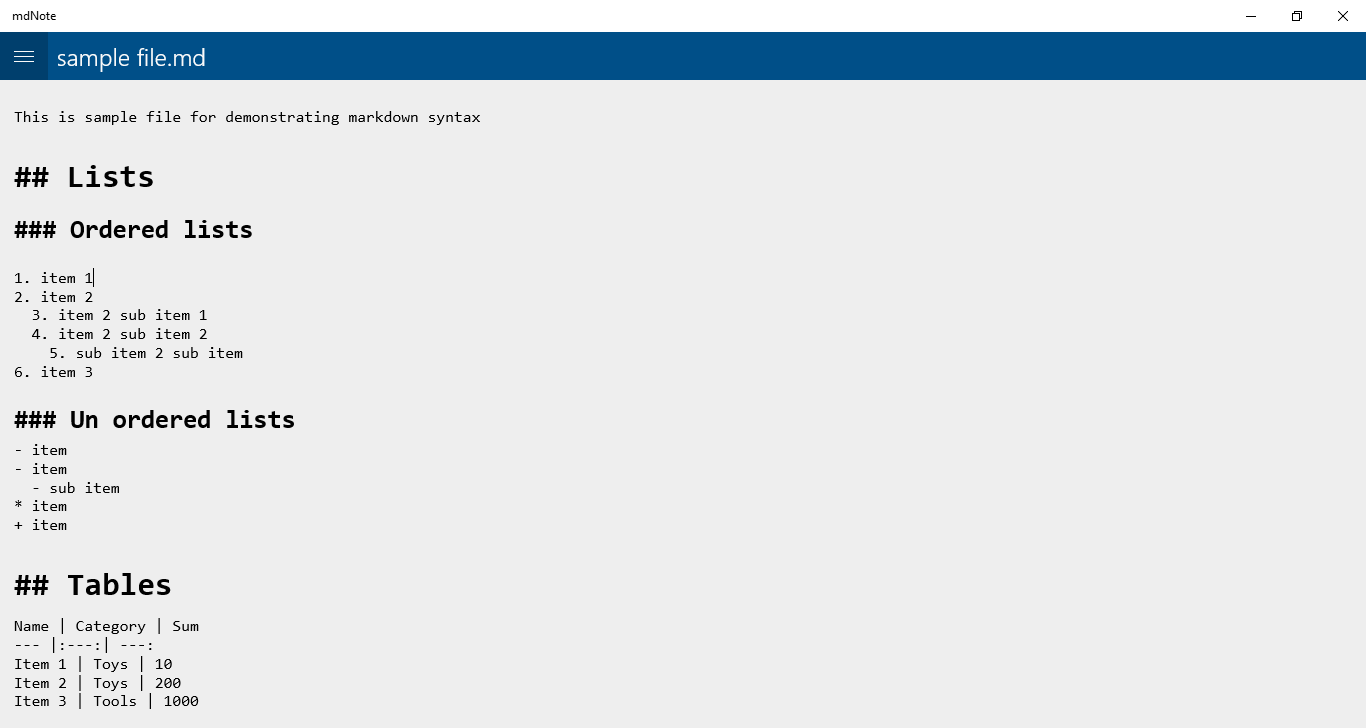 mdNote
sample file.md
This is sample file for demonstrating markdown syntax
## Lists
### Ordered lists
1. item 1
2. item 2
  3. item 2 sub item 1
  4. item 2 sub item 2
    5. sub item 2 sub item
6. item 3
### Un ordered lists
- item
- item
  - sub item
* item
+ item
## Tables
Name | Category | Sum
--- |:---:| ---:
Item 1 | Toys | 10
Item 2 | Toys | 200
Item 3 | Tools | 1000